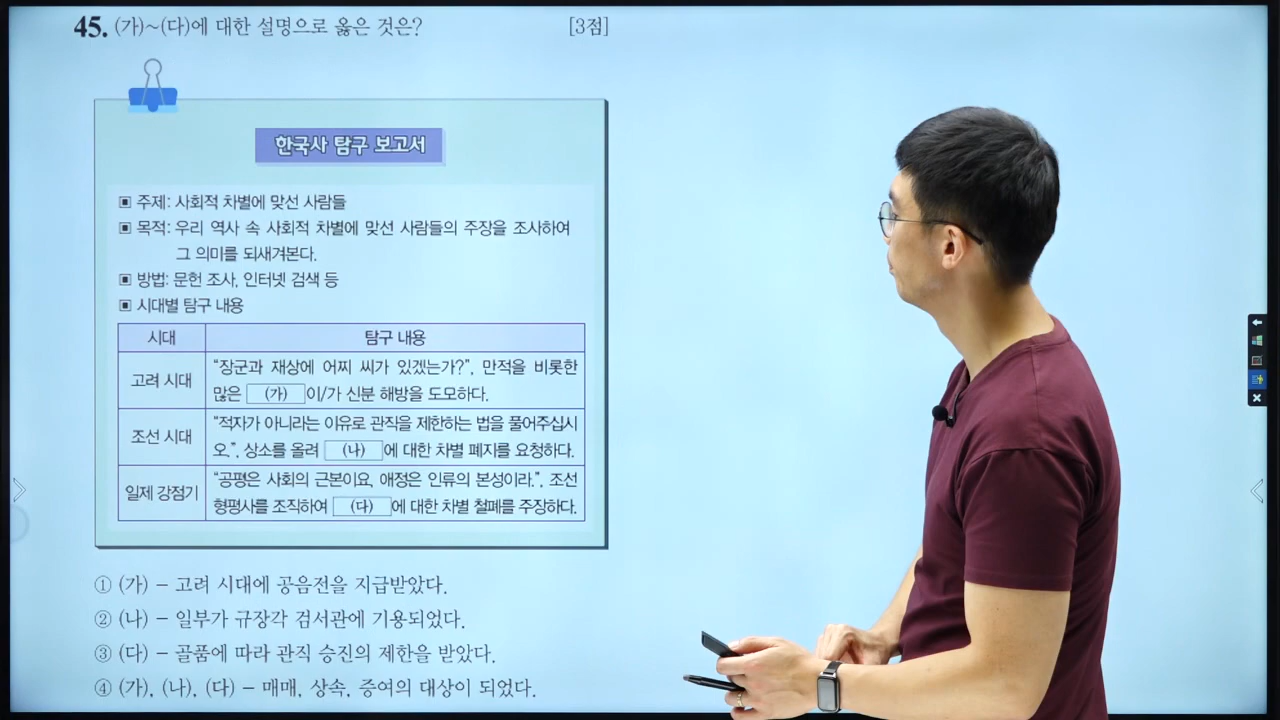 45. (가)~(다)에 대한 설명으로 옳은 것은? [3점]
한국사 탐구 보고서
▣ 주제: 사회적 차별에 맞선 사람들
▣ 목적: 우리 역사 속 사회적 차별에 맞선 사람들의 주장을 조사하여
그 의미를 되새겨본다.
▣ 방법: 문헌 조사, 인터넷 검색 등
▣ 시대별 탐구 내용
시대 탐구 내용
고려 시대 “장군과 재상에 어찌 씨가 있겠는가?”, 만적을 비롯한
많은 (가) 이/가 신분 해방을 도모하다.
조선 시대 “적자가 아니라는 이유로 관직을 제한하는 법을 풀어주십시
오.”, 상소를 올려 (나) 에 대한 차별 폐지를 요청하다.
일제 강점기 “공평은 사회의 근본이요, 애정은 인류의 본성이라.”, 조선
형평사를 조직하여 (다) 에 대한 차별 철폐를 주장하다.
① (가) – 고려 시대에 공음전을 지급받았다.
② (나) – 일부가 규장각 검서관에 기용되었다.
③ (다) – 골품에 따라 관직 승진의 제한을 받았다.
④ (가), (나), (다) – 매매, 상속, 증여의 대상이 되었다.